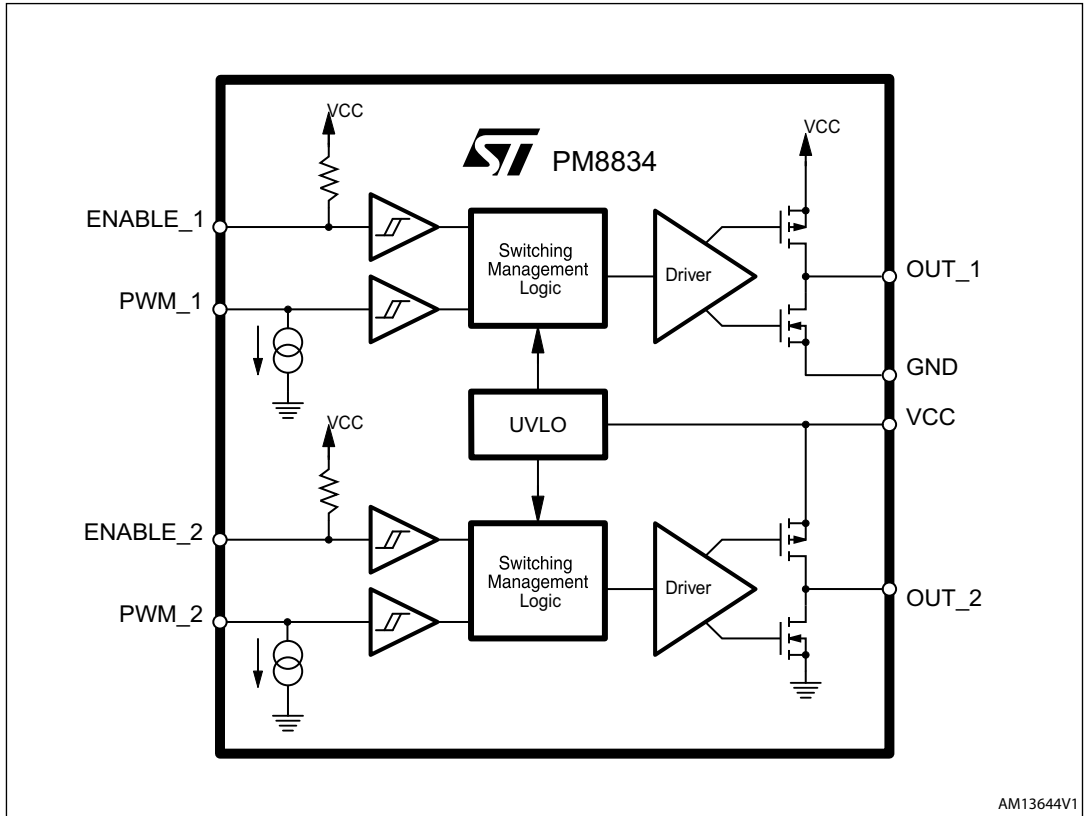 VCC
ST PM8834
VCC
ENABLE_1
Switching
Management
Logic
Driver
OUT_1
PWM_1
GND
VCC
UVLO
VCC
ENABLE_2
Switching
Management
Logic
Driver
OUT_2
PWM_2
AM13644V1